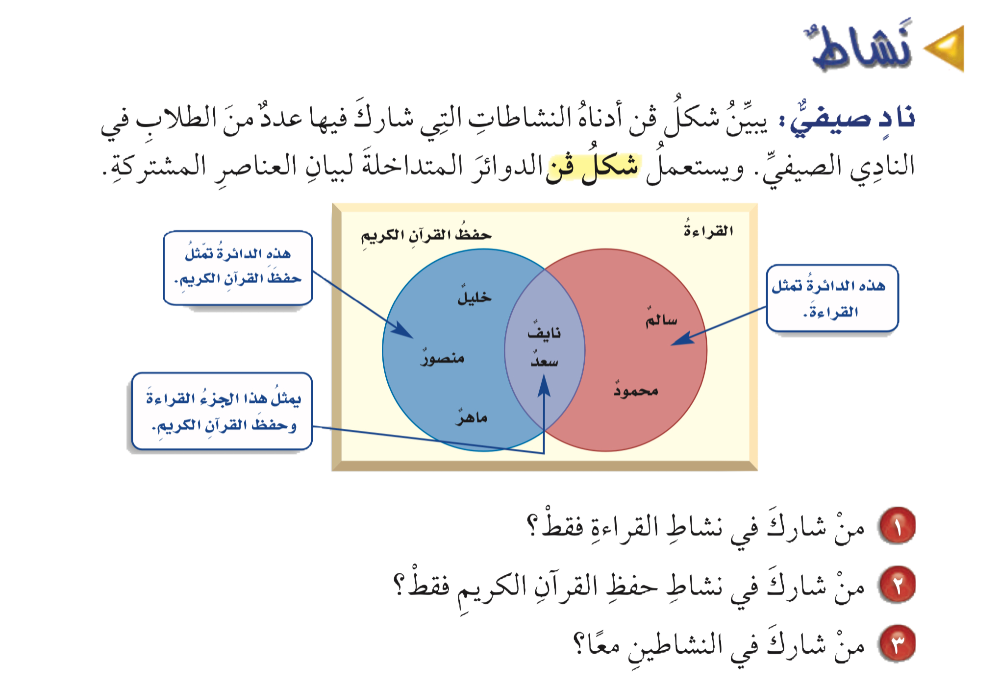 نَشاطٌ
نادٍ صيفيٌّ: يبيِّنُ شكلُ ڤن أدناهُ النشاطاتِ التِي شاركَ فيها عددٌ منَ الطلابِ في
النادِي الصيفيِّ. ويستعملُ شكلُ ڤن الدوائرَ المتداخلةَ لبيانِ العناصرِ المشتركةِ.
القراءةُ
حفظُ القرآنِ الكريمِ
هذه الدائرةُ تمثل
القراءةَ.
هذهِ الدائرةُ تمّثلُ
حفظَ القرآنِ الكريمِ.
سالمٌ
محمودٌ
نايفٌ
سعدٌ
خليلٌ
منصورٌ
ماهرٌ
يمثلُ هذا الجزءُ القراءةَ
وحفظَ القرآنِ الكريمِ.
١ منْ شاركَ في نشاطِ القراءةِ فقطْ؟
٢ منْ شاركَ في نشاطِ حفظِ القرآنِ الكريمِ فقطْ؟
٣ منْ شاركَ في النشاطينِ معًا؟